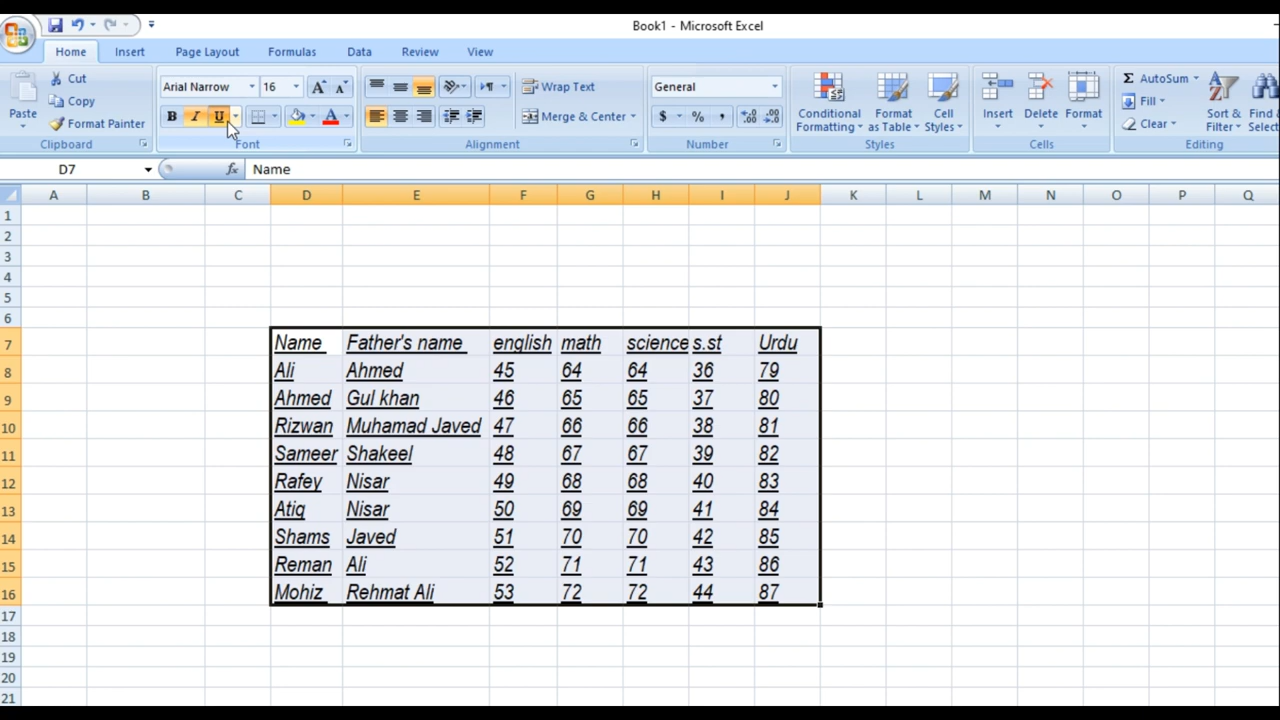 Book1 - Microsoft Excel
Home Insert Page Layout Formulas Data Review View
Cut
Copy
Format Painter
Paste
Clipboard
Arial Narrow 16 A A
B I U A
Font
Wrap Text
Merge & Center
Alignment
General
$ % , .00 .0
Number
Conditional Formatting
Format as Table
Cell Styles
Styles
Insert Delete Format
Cells
Σ AutoSum
Fill
Clear
Sort & Filter
Find & Selec
Editing
D7 fx Name
A B C D E F G H I J K L M N O P Q
1
2
3
4
5
6
7 Name Father's name english math science s.st Urdu
8 Ali Ahmed 45 64 64 36 79
9 Ahmed Gul khan 46 65 65 37 80
10 Rizwan Muhamad Javed 47 66 66 38 81
11 Sameer Shakeel 48 67 67 39 82
12 Rafey Nisar 49 68 68 40 83
13 Atiq Nisar 50 69 69 41 84
14 Shams Javed 51 70 70 42 85
15 Reman Ali 52 71 71 43 86
16 Mohiz Rehmat Ali 53 72 72 44 87
17
18
19
20
21